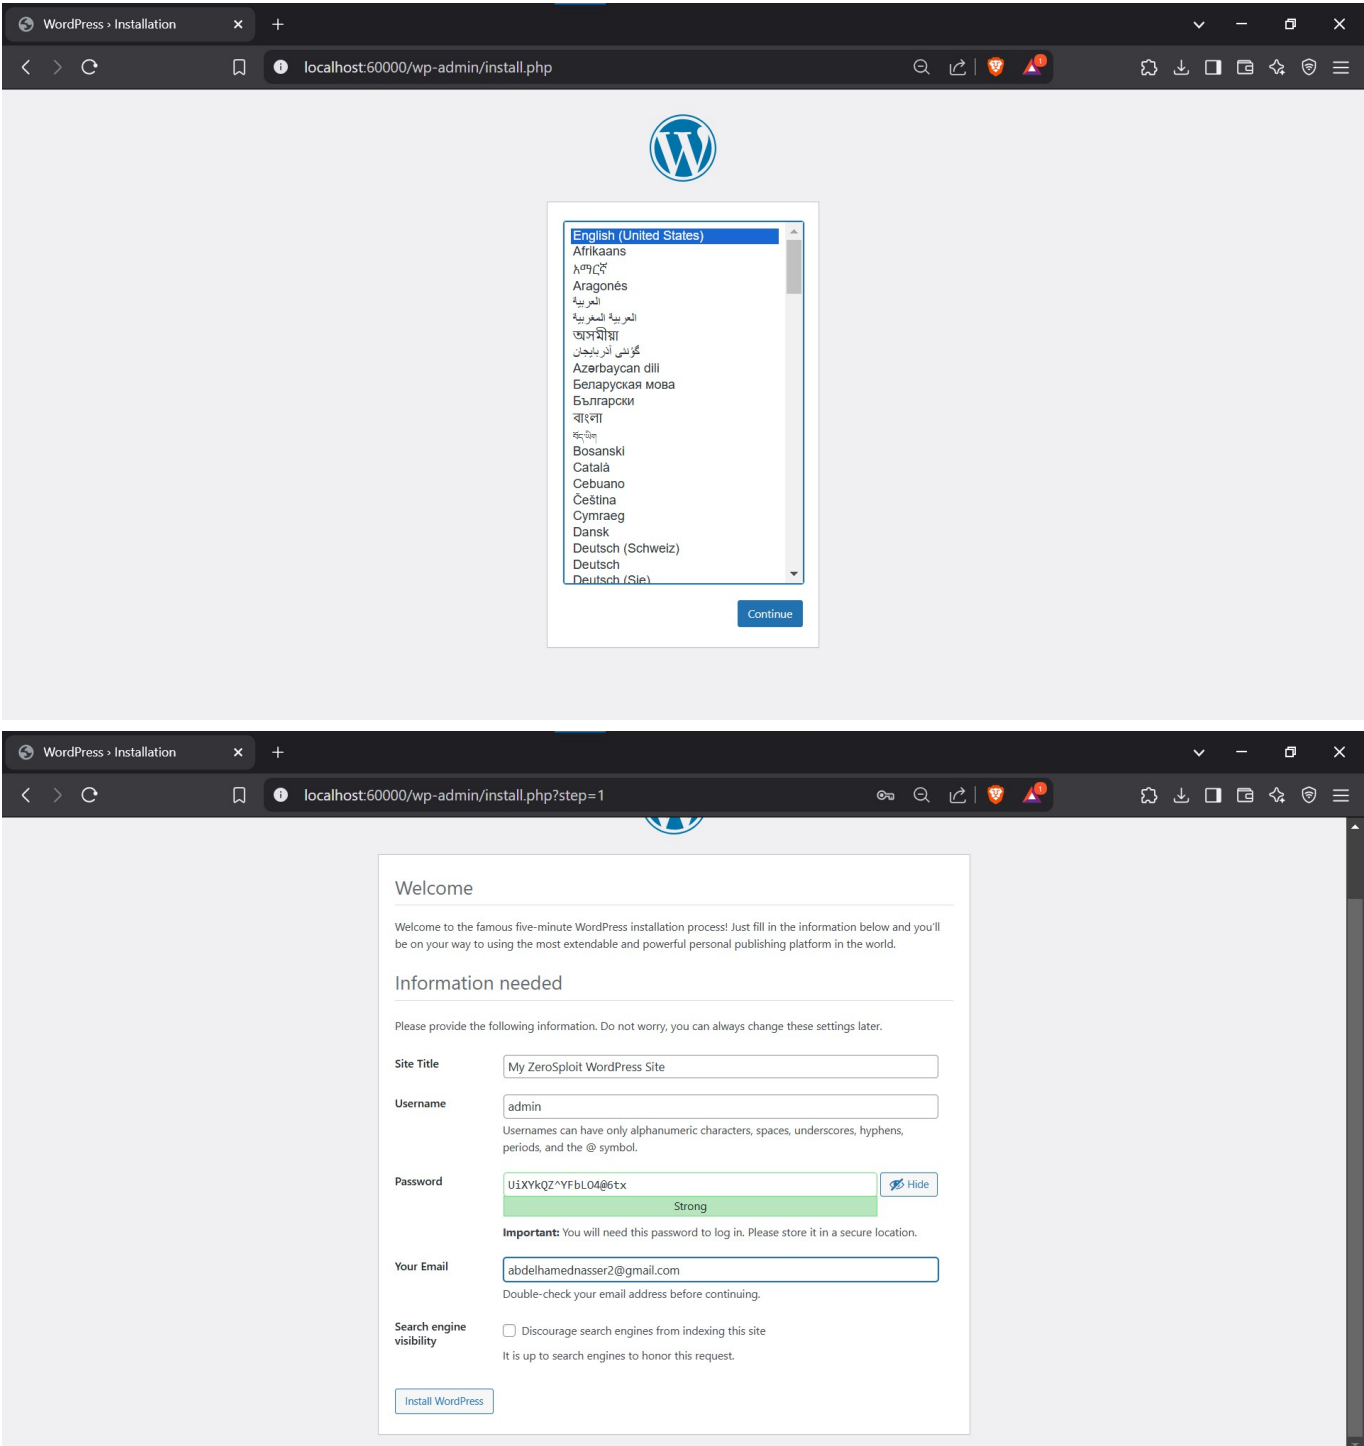 WordPress › Installation
localhost:60000/wp-admin/install.php
1
English (United States)
Afrikaans
አማርኛ
Aragonés
العربية
العربية المغربية
অসমীয়া
گؤنئی آذربایجان
Azərbaycan dili
Беларуская мова
Български
বাংলা
བོད་ཡིག
Bosanski
Català
Cebuano
Čeština
Cymraeg
Dansk
Deutsch (Schweiz)
Deutsch
Deutsch (Sie)
Continue
WordPress › Installation
localhost:60000/wp-admin/install.php?step=1
1
Welcome
Welcome to the famous five-minute WordPress installation process! Just fill in the information below and you'll
be on your way to using the most extendable and powerful personal publishing platform in the world.
Information needed
Please provide the following information. Do not worry, you can always change these settings later.
Site Title
My ZeroSploit WordPress Site
Username
admin
Usernames can have only alphanumeric characters, spaces, underscores, hyphens,
periods, and the @ symbol.
Password
UiXYkQZ^YFbLO4@6tx
Hide
Strong
Important: You will need this password to log in. Please store it in a secure location.
Your Email
abdelhamednasser2@gmail.com
Double-check your email address before continuing.
Search engine
visibility
Discourage search engines from indexing this site
It is up to search engines to honor this request.
Install WordPress